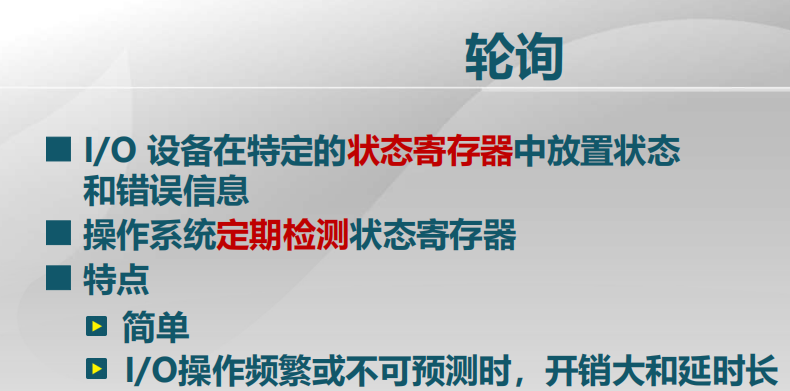 轮询
I/O 设备在特定的状态寄存器中放置状态
和错误信息
操作系统定期检测状态寄存器
特点
简单
I/O操作频繁或不可预测时，开销大和延时长